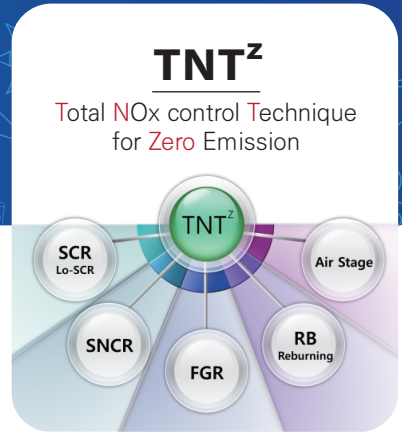 TNTᶻ
Total NOx control Technique
for Zero Emission
TNTᶻ
SCR
Lo-SCR
Air Stage
SNCR
RB
Reburning
FGR